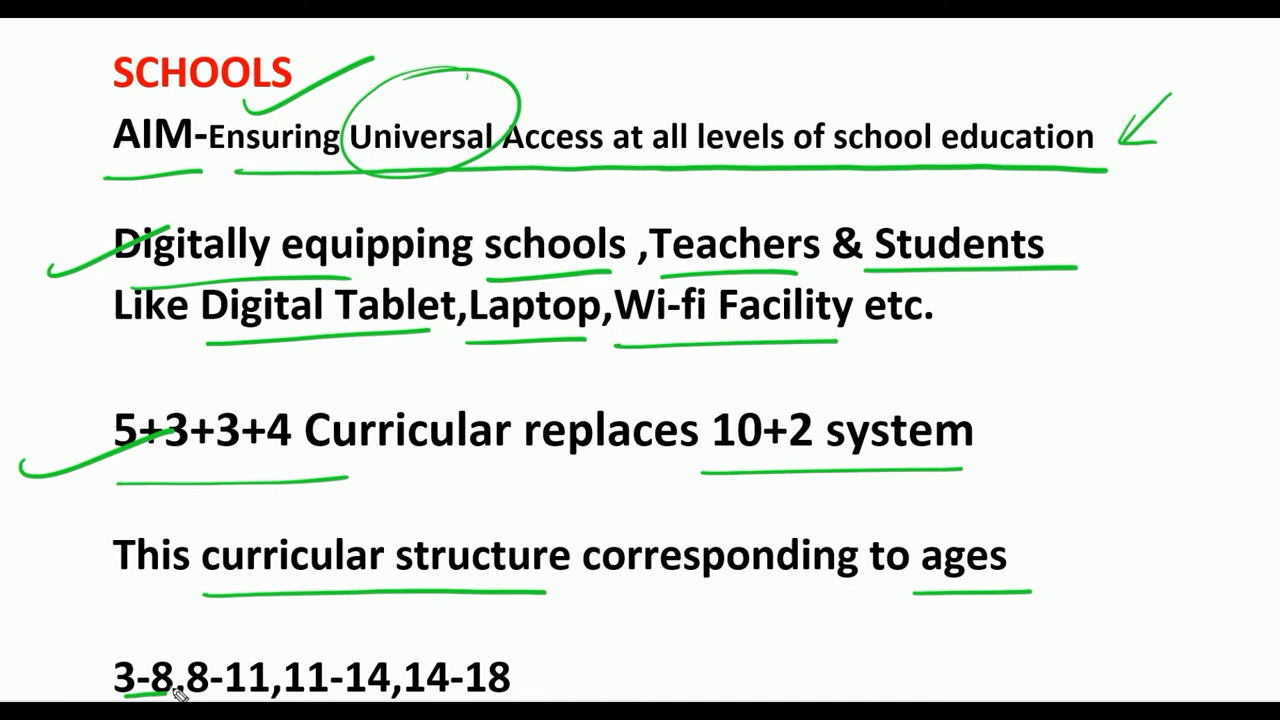 SCHOOLS
AIM-Ensuring Universal Access at all levels of school education
Digitally equipping schools ,Teachers & Students
Like Digital Tablet,Laptop,Wi-fi Facility etc.
5+3+3+4 Curricular replaces 10+2 system
This curricular structure corresponding to ages
3-8,8-11,11-14,14-18